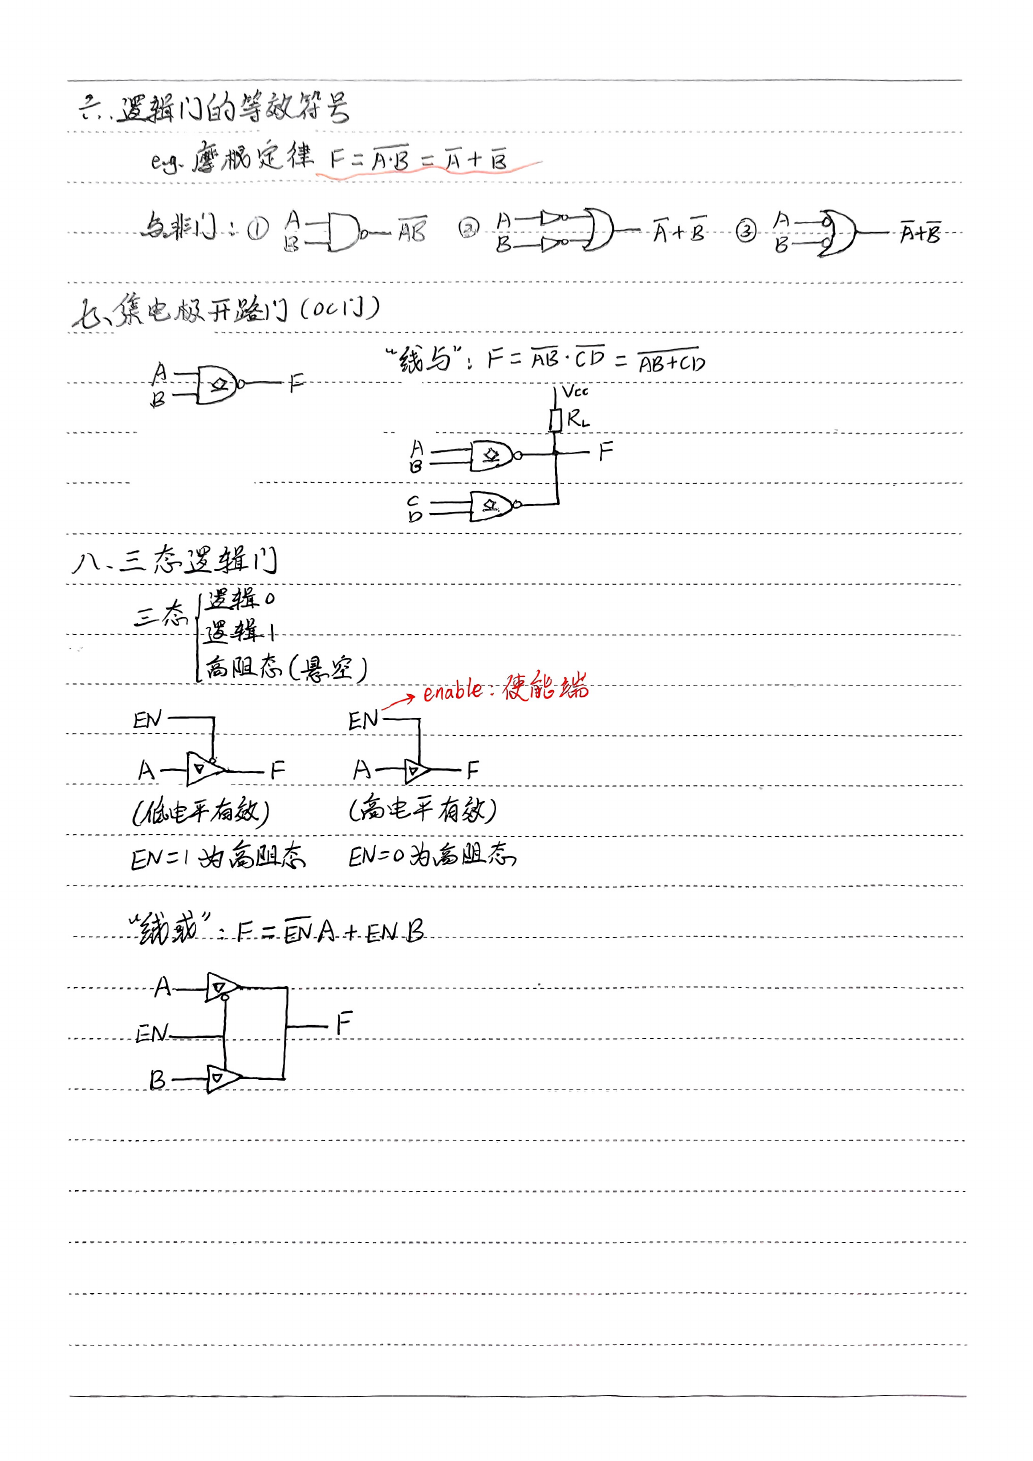 六、逻辑门的等效符号
e.g. 摩根定律 F = \overline{A·B} = \overline{A} + \overline{B}
与非门: ① A B \overline{AB} ② A B \overline{A} + \overline{B} ③ A B \overline{A}+\overline{B}
七、集电极开路门(OC门)
"线与": F = \overline{AB} · \overline{CD} = \overline{AB+CD}
A B F
Vcc
RL
A B F
C D
八、三态逻辑门
三态
逻辑0
逻辑1
高阻态(悬空)
enable: 使能端
EN EN
A F A F
(低电平有效) (高电平有效)
EN=1 为高阻态 EN=0 为高阻态
"线或": F = \overline{EN} A + EN B
A
EN F
B